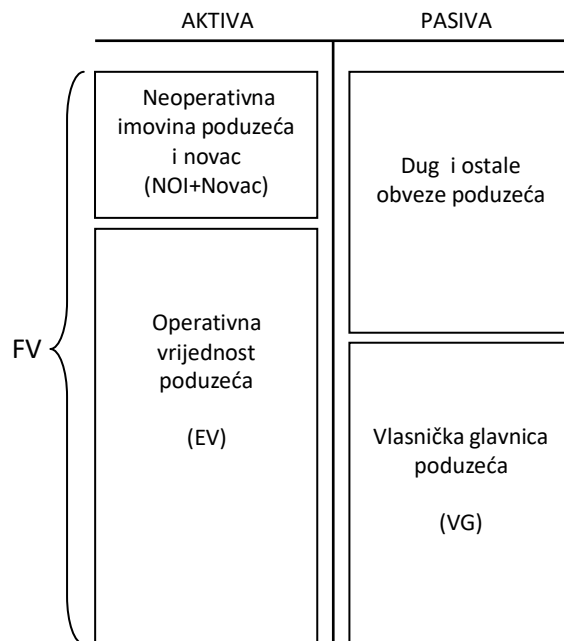 AKTIVA
PASIVA
Neoperativna
imovina poduzeća
i novac
(NOI+Novac)
Dug i ostale
obveze poduzeća
FV
Operativna
vrijednost
poduzeća
(EV)
Vlasnička glavnica
poduzeća
(VG)